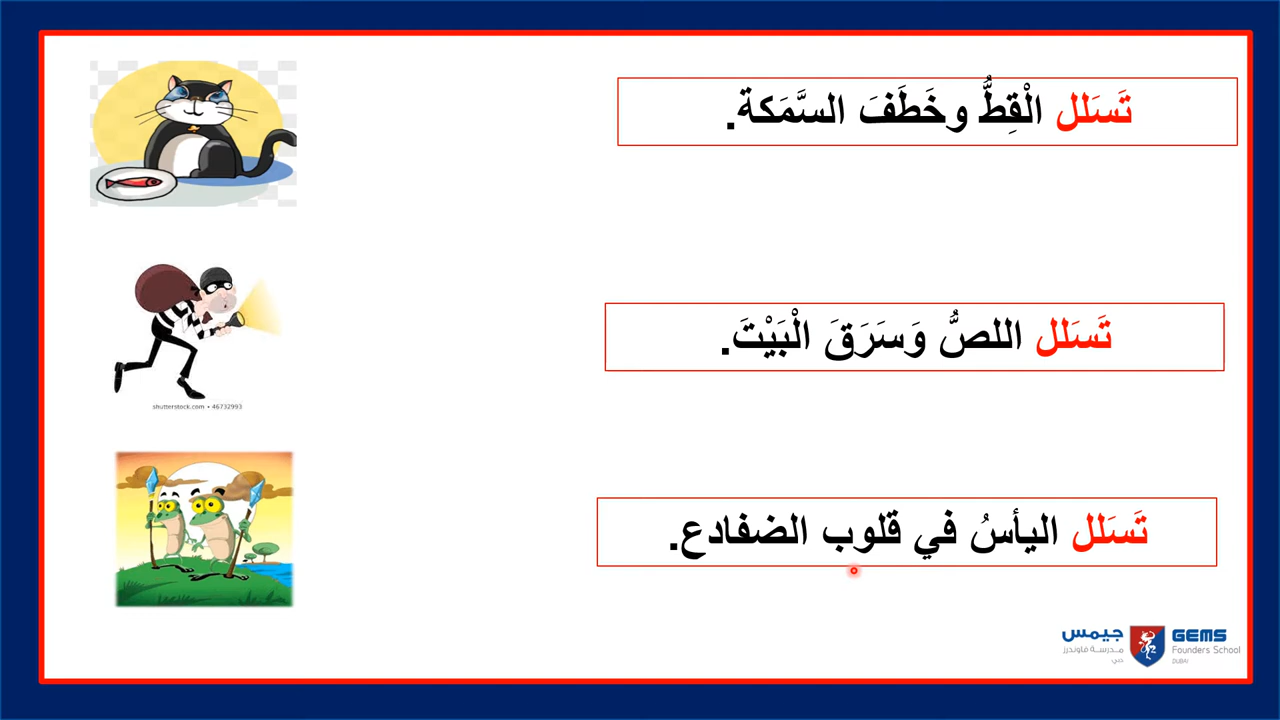 تَسَلل الْقِطُّ وخَطَفَ السَّمَكة.
تَسَلل اللصُّ وَسَرَقَ الْبَيْتَ.
shutterstock.com • 46732993
تَسَلل اليأسُ في قلوب الضفادع.
جيمس
مدرسة فاوندرز
دبي
GEMS
Founders School
DUBAI